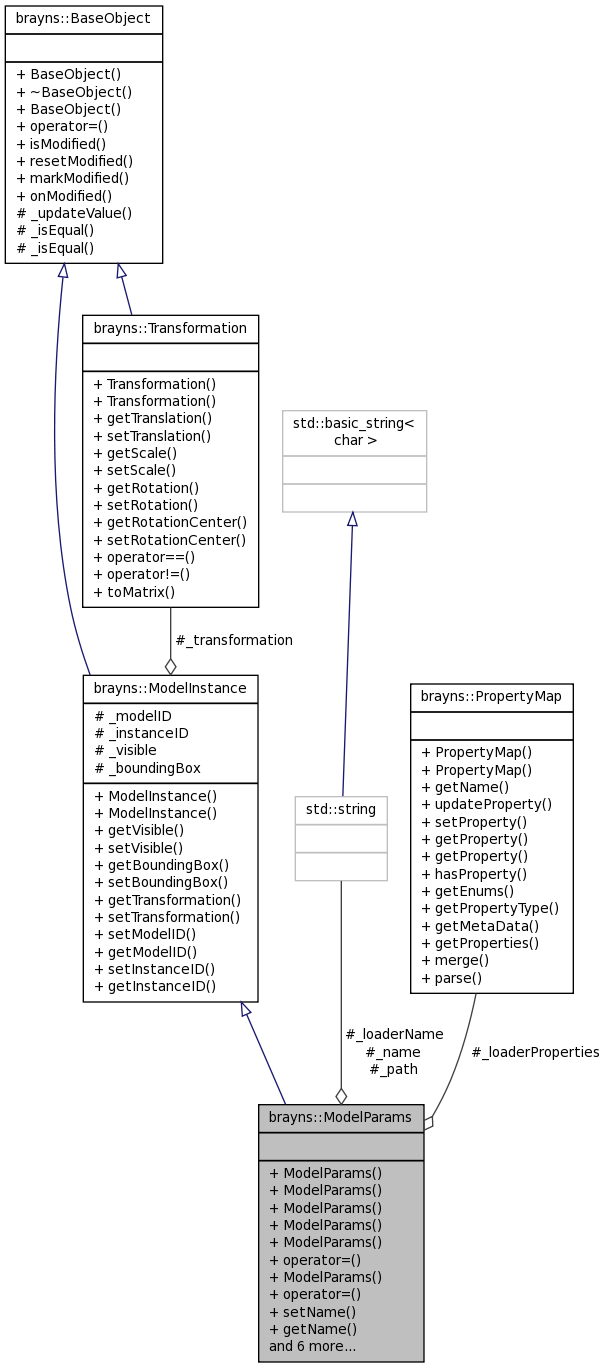 brayns::BaseObject
+ BaseObject()
+ ~BaseObject()
+ BaseObject()
+ operator=()
+ isModified()
+ resetModified()
+ markModified()
+ onModified()
# _updateValue()
# _isEqual()
# _isEqual()
brayns::Transformation
+ Transformation()
+ Transformation()
+ getTranslation()
+ setTranslation()
+ getScale()
+ setScale()
+ getRotation()
+ setRotation()
+ getRotationCenter()
+ setRotationCenter()
+ operator==()
+ operator!=()
+ toMatrix()
std::basic_string<
char >
#_transformation
brayns::ModelInstance
# _modelID
# _instanceID
# _visible
# _boundingBox
+ ModelInstance()
+ ModelInstance()
+ getVisible()
+ setVisible()
+ getBoundingBox()
+ setBoundingBox()
+ getTransformation()
+ setTransformation()
+ setModelID()
+ getModelID()
+ setInstanceID()
+ getInstanceID()
std::string
brayns::PropertyMap
+ PropertyMap()
+ PropertyMap()
+ getName()
+ updateProperty()
+ setProperty()
+ getProperty()
+ getProperty()
+ hasProperty()
+ getEnums()
+ getPropertyType()
+ getMetaData()
+ getProperties()
+ merge()
+ parse()
#_loaderName
#_name
#_path
#_loaderProperties
brayns::ModelParams
+ ModelParams()
+ ModelParams()
+ ModelParams()
+ ModelParams()
+ ModelParams()
+ operator=()
+ ModelParams()
+ operator=()
+ setName()
+ getName()
and 6 more...